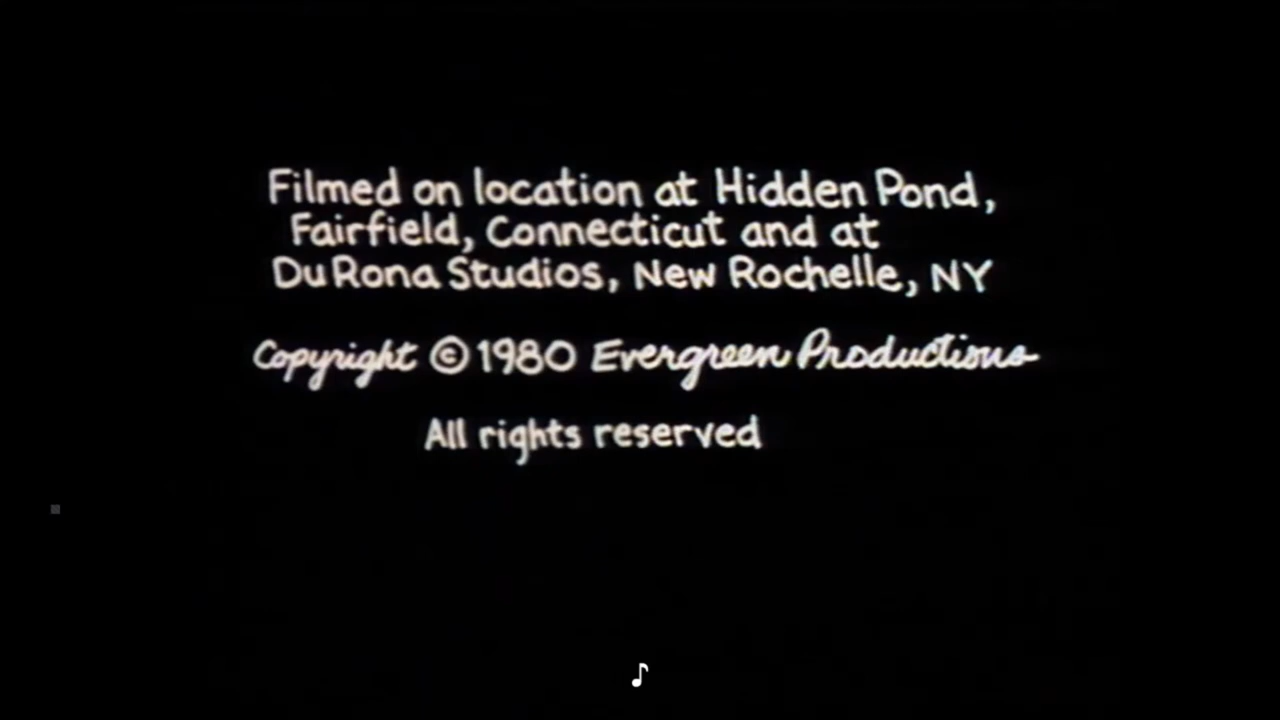 Filmed on location at Hidden Pond,
Fairfield, Connecticut and at
DuRona Studios, New Rochelle, NY
Copyright © 1980 Evergreen Productions
All rights reserved
♪